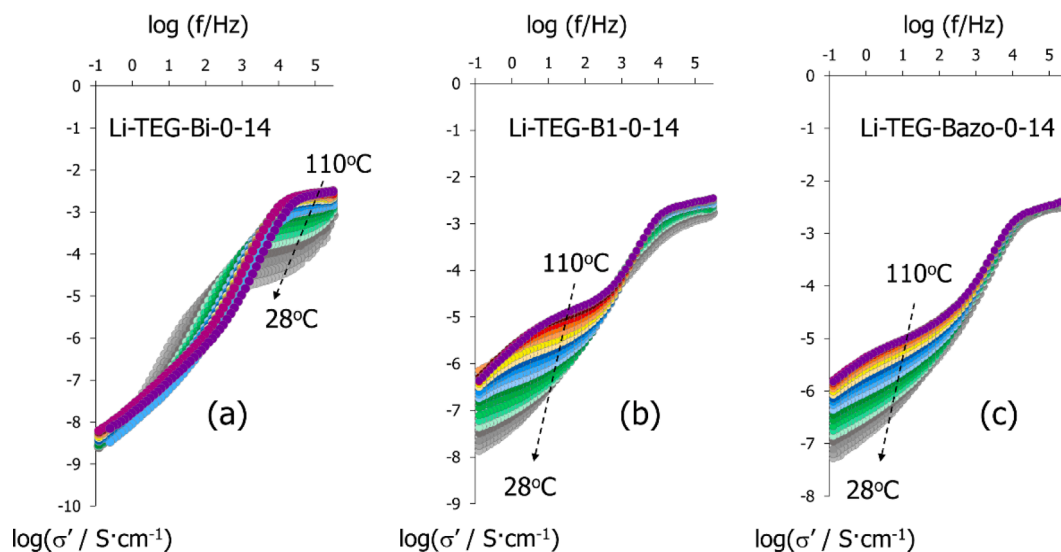 log (f/Hz)
-1 0 1 2 3 4 5
0
-1
-2
-3
-4
-5
-6
-7
-8
-9
-10
Li-TEG-Bi-0-14
110°C
28°C
(a)
log(σ’ / S·cm⁻¹)
log (f/Hz)
-1 0 1 2 3 4 5
0
-1
-2
-3
-4
-5
-6
-7
-8
-9
Li-TEG-B1-0-14
110°C
(b)
28°C
log(σ’ / S·cm⁻¹)
log (f/Hz)
-1 0 1 2 3 4 5
0
-1
-2
-3
-4
-5
-6
-7
-8
Li-TEG-Bazo-0-14
110°C
(c)
28°C
log(σ’ / S·cm⁻¹)